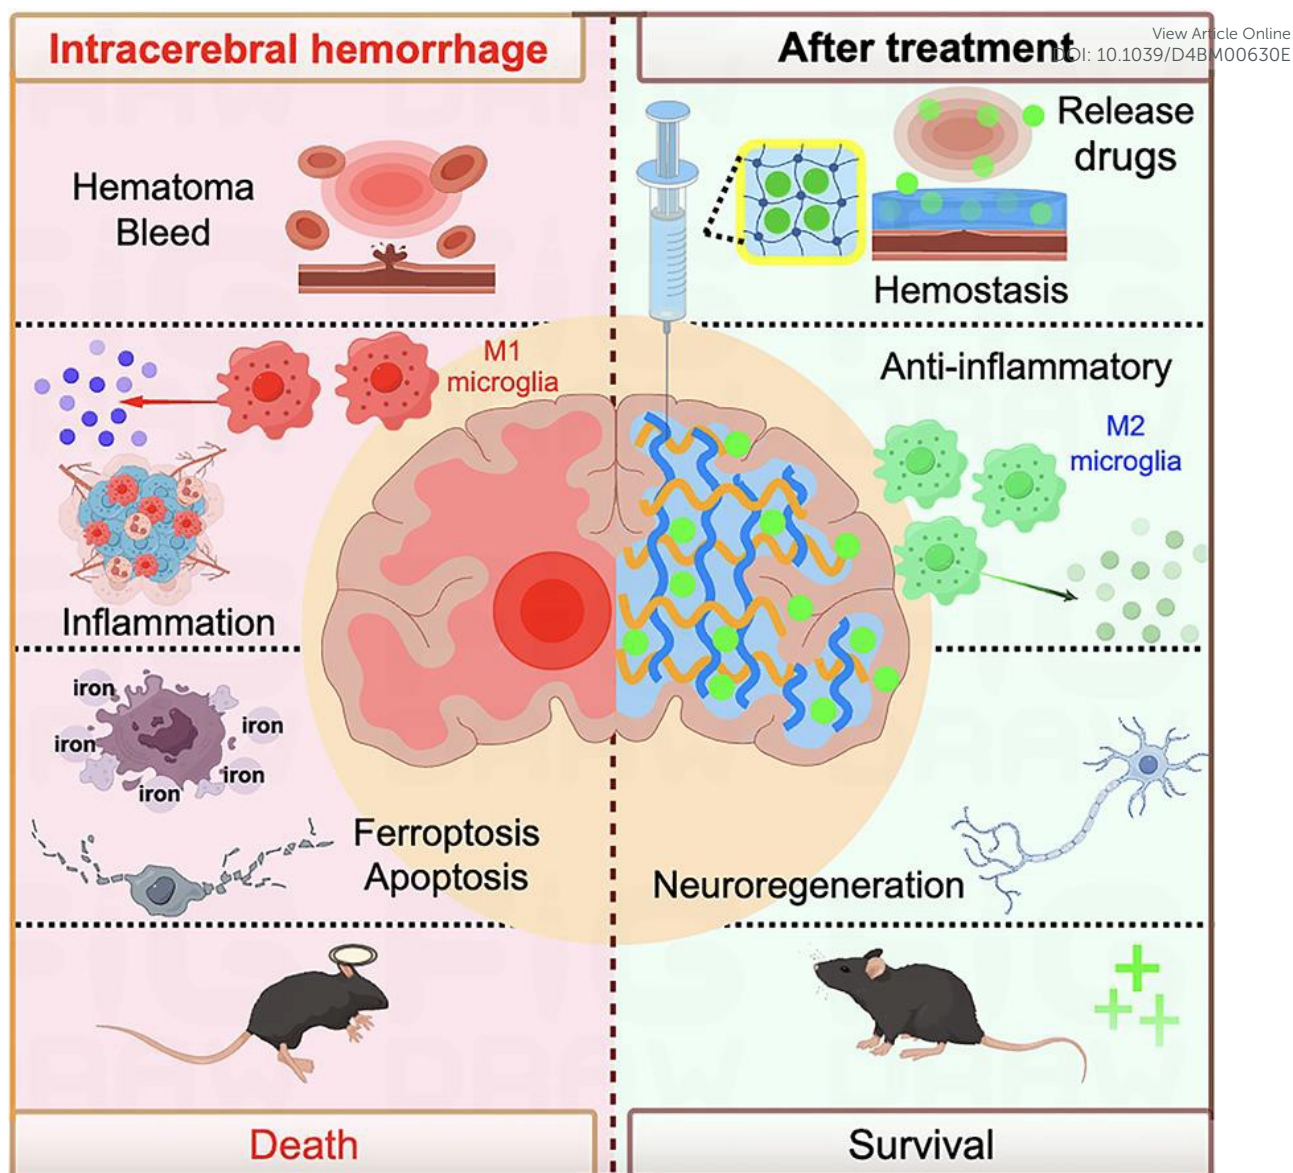 Intracerebral hemorrhage
After treatment
View Article Online
DOI: 10.1039/D4BM00630E
Hematoma
Bleed
Release
drugs
Hemostasis
M1
microglia
Inflammation
Anti-inflammatory
M2
microglia
iron
iron
iron
iron
iron
Ferroptosis
Apoptosis
Neuroregeneration
Death
Survival